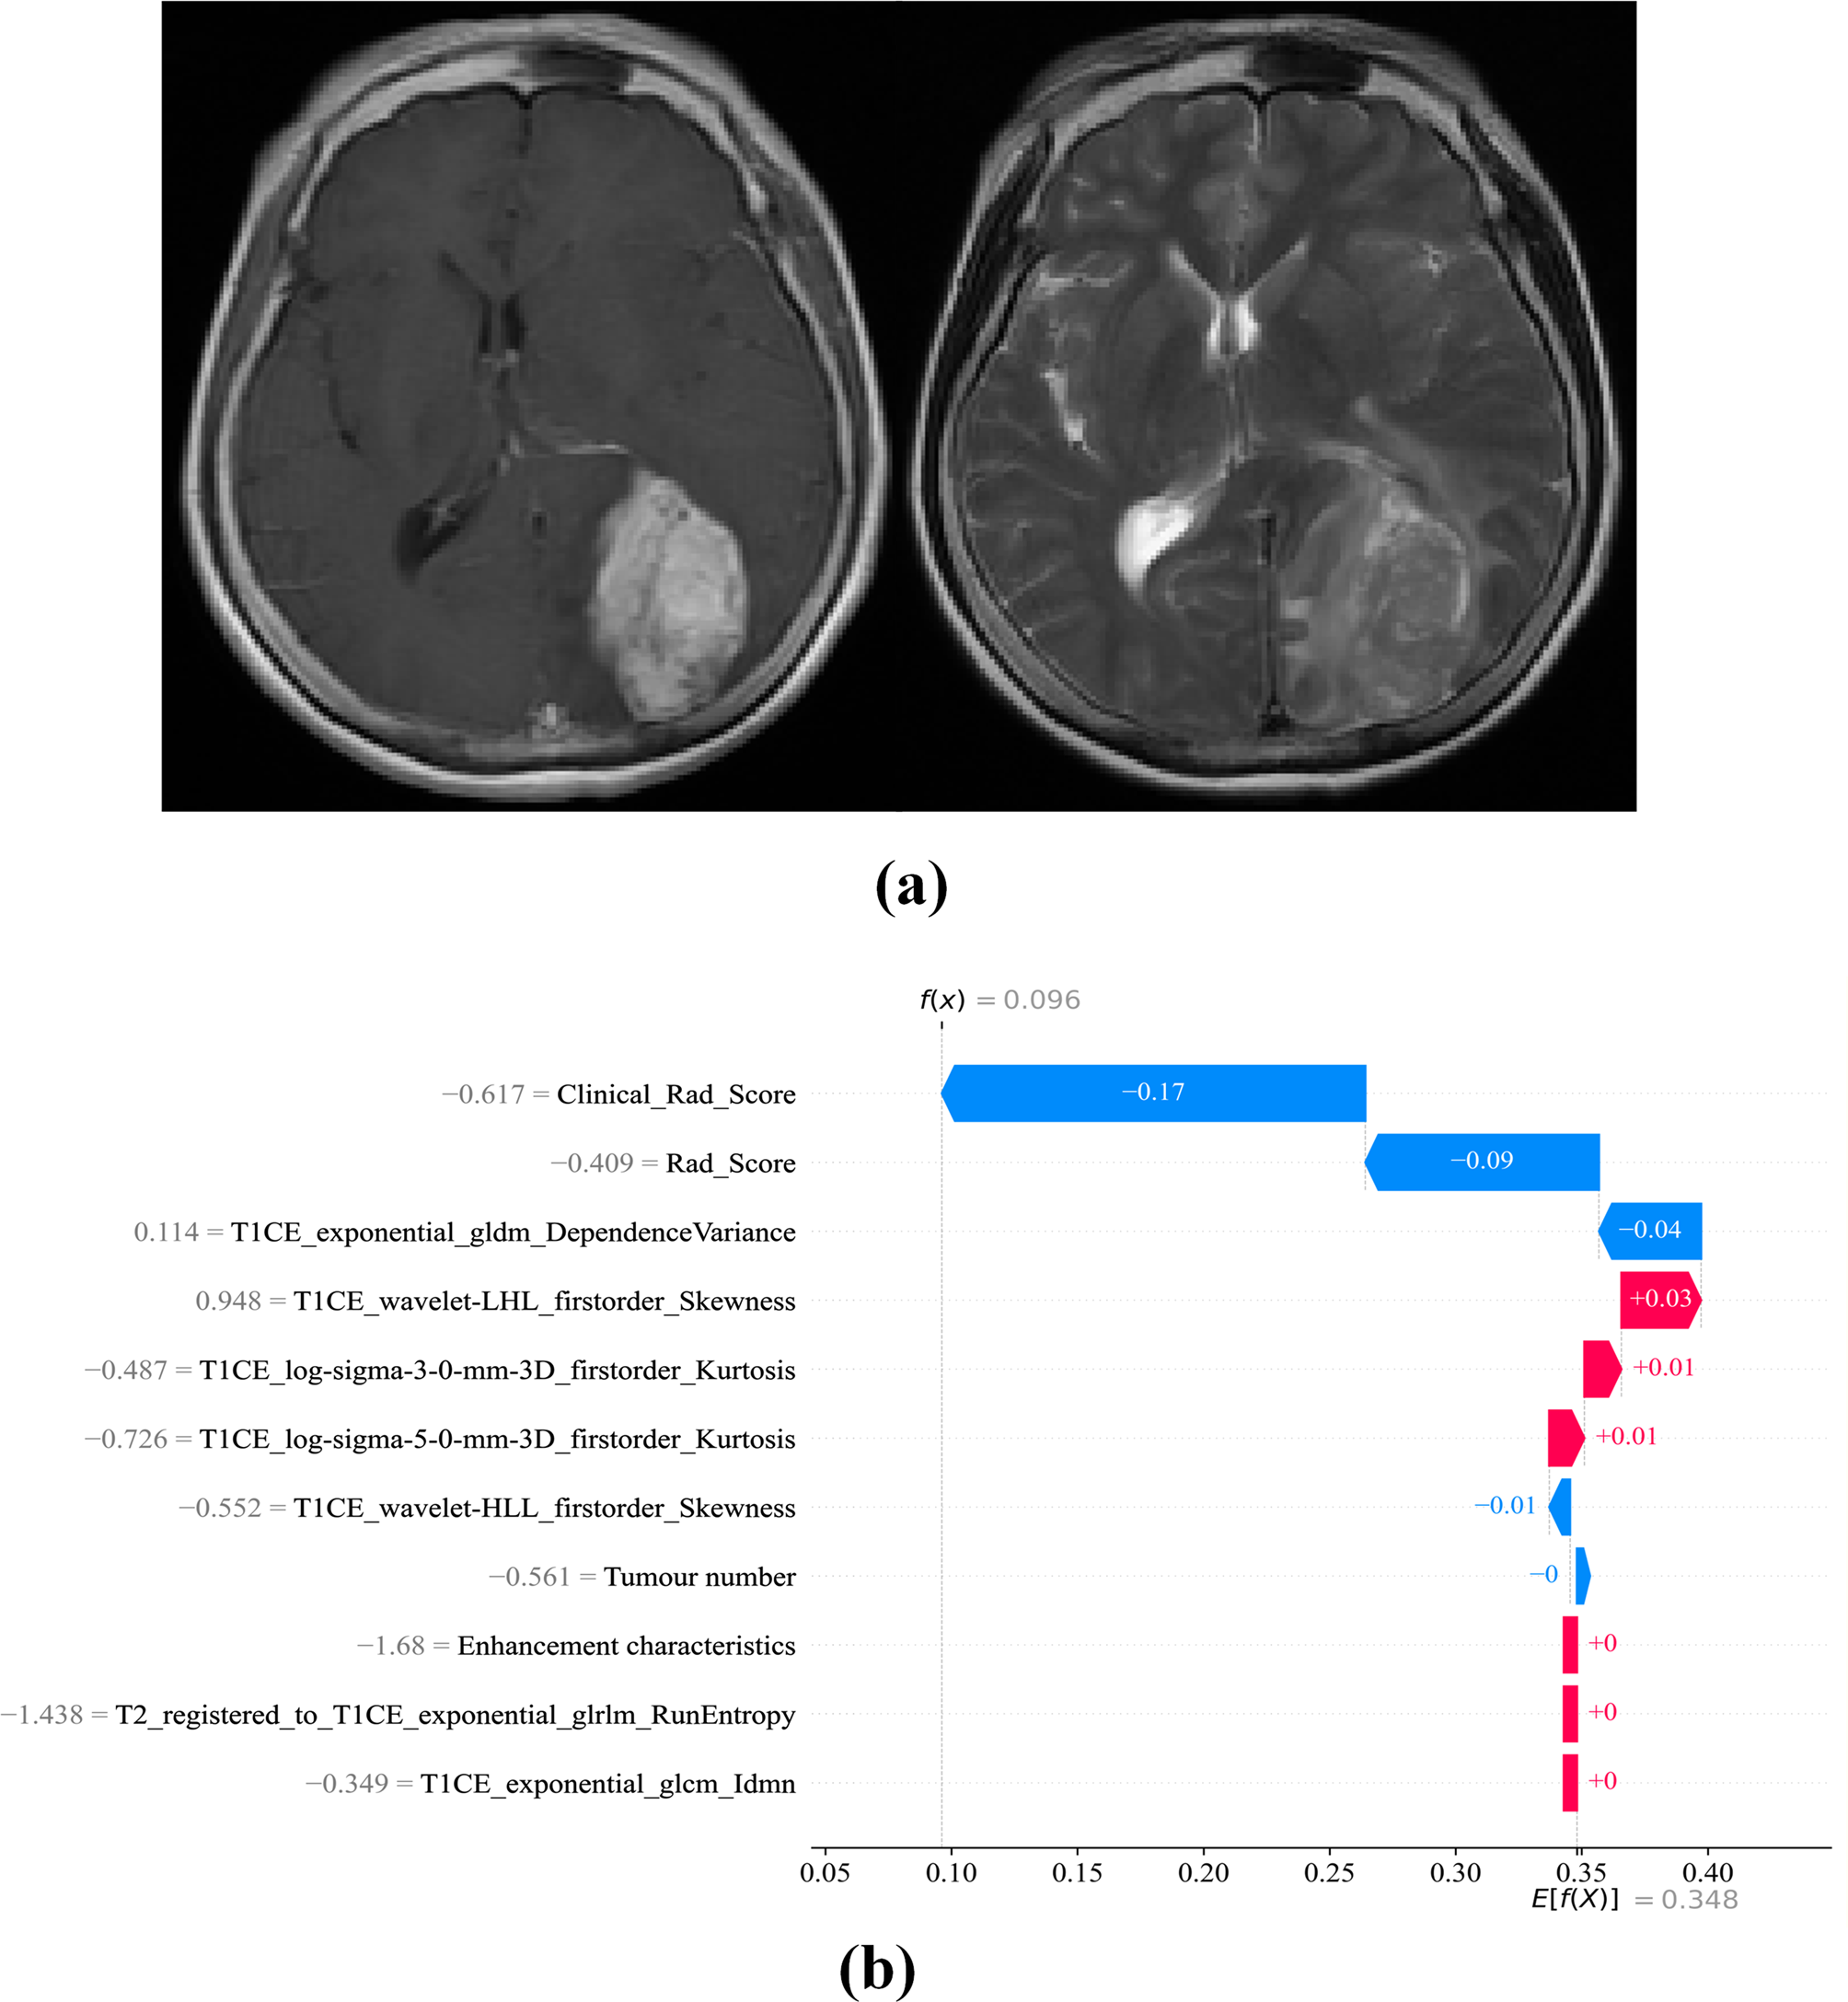 (a)
f(x) = 0.096
−0.617 = Clinical_Rad_Score −0.17
−0.409 = Rad_Score −0.09
0.114 = T1CE_exponential_gldm_DependenceVariance −0.04
0.948 = T1CE_wavelet-LHL_firstorder_Skewness +0.03
−0.487 = T1CE_log-sigma-3-0-mm-3D_firstorder_Kurtosis +0.01
−0.726 = T1CE_log-sigma-5-0-mm-3D_firstorder_Kurtosis +0.01
−0.552 = T1CE_wavelet-HLL_firstorder_Skewness −0.01
−0.561 = Tumour number −0
−1.68 = Enhancement characteristics +0
−1.438 = T2_registered_to_T1CE_exponential_glrlm_RunEntropy +0
−0.349 = T1CE_exponential_glcm_Idmn +0
0.05 0.10 0.15 0.20 0.25 0.30 0.35 0.40
E[f(X)] = 0.348
(b)